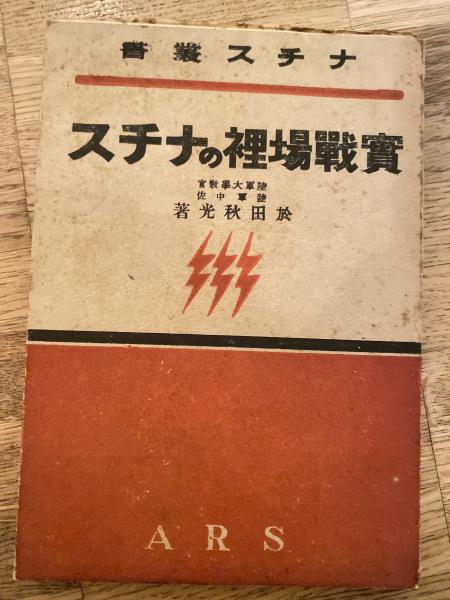 ナチス叢書
實戰場裡のナチス
陸軍大學敎官
陸軍中佐
於田秋光著
ARS